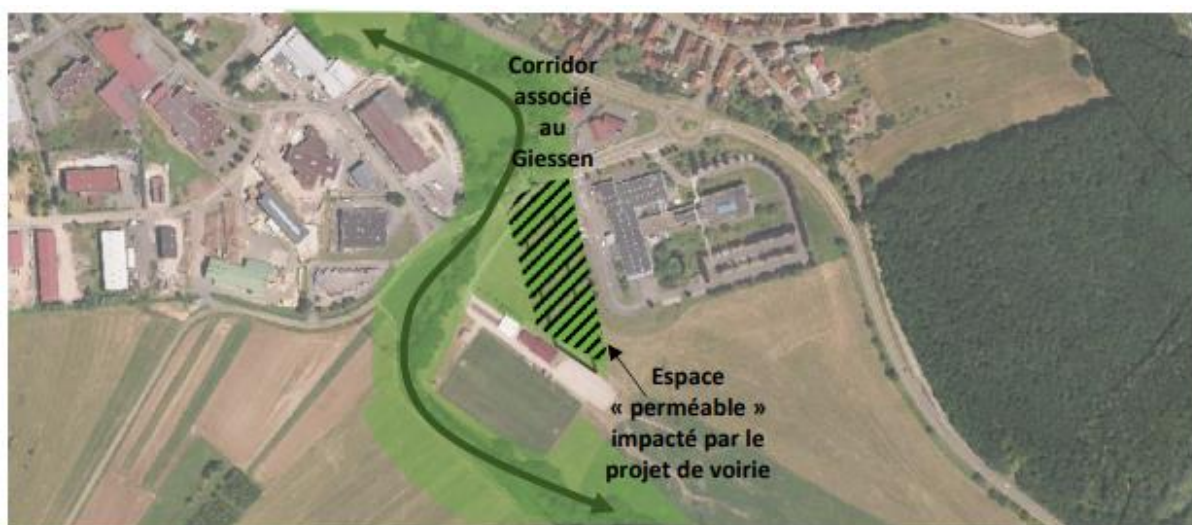 Corridor
associé
au
Giessen
Espace
« perméable »
impacté par le
projet de voirie